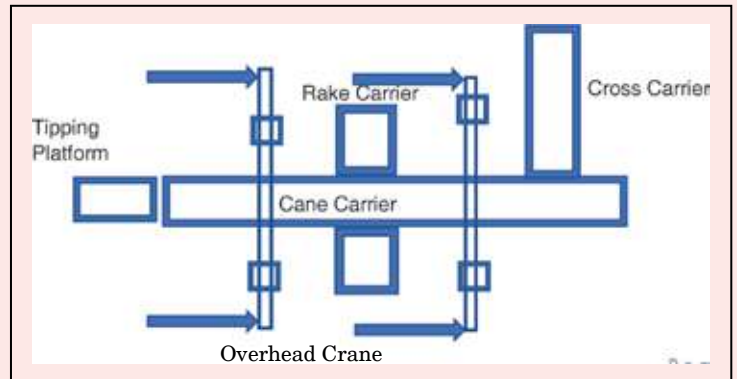 Rake Carrier
Cross Carrier
Tipping
Platform
Cane Carrier
Overhead Crane